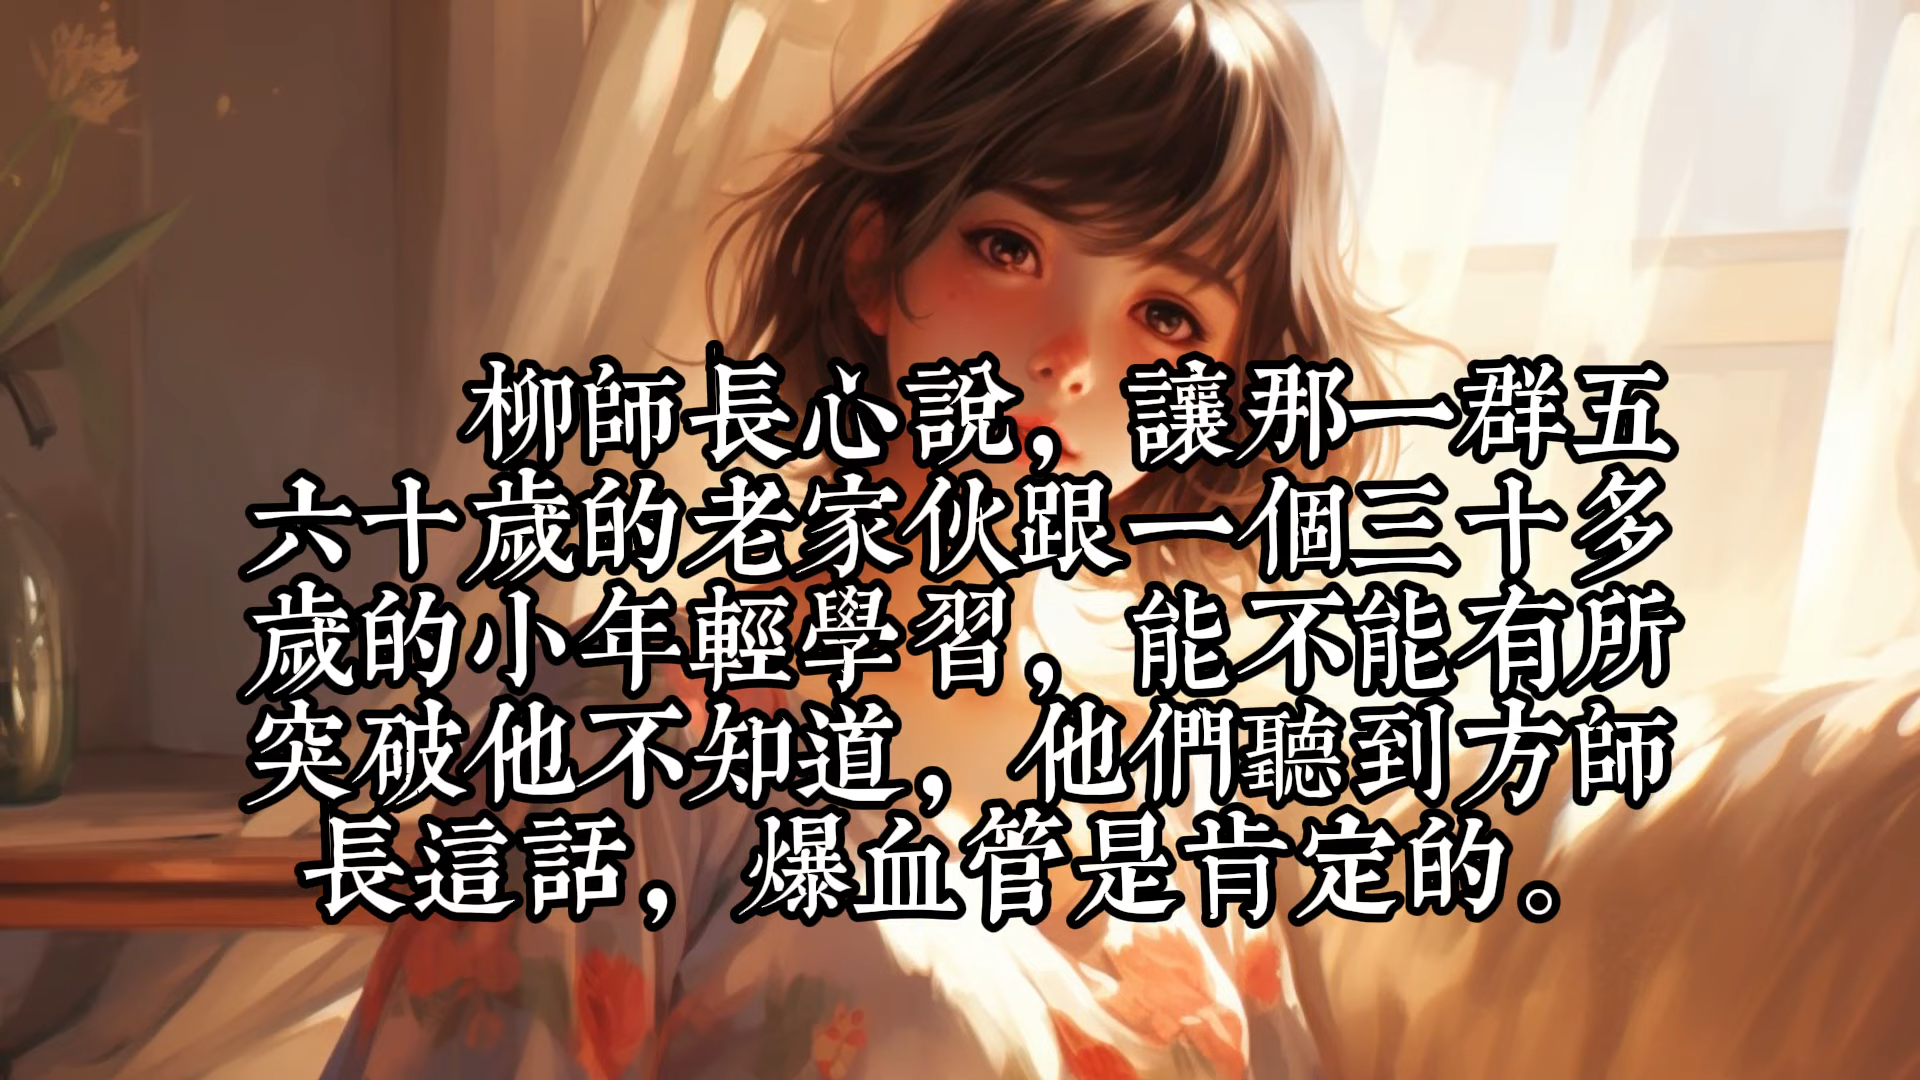 柳師長心說，讓那一群五
六十歲的老家伙跟一個三十多
歲的小年輕學習，能不能有所
突破他不知道，他們聽到方師
長這話，爆血管是肯定的。